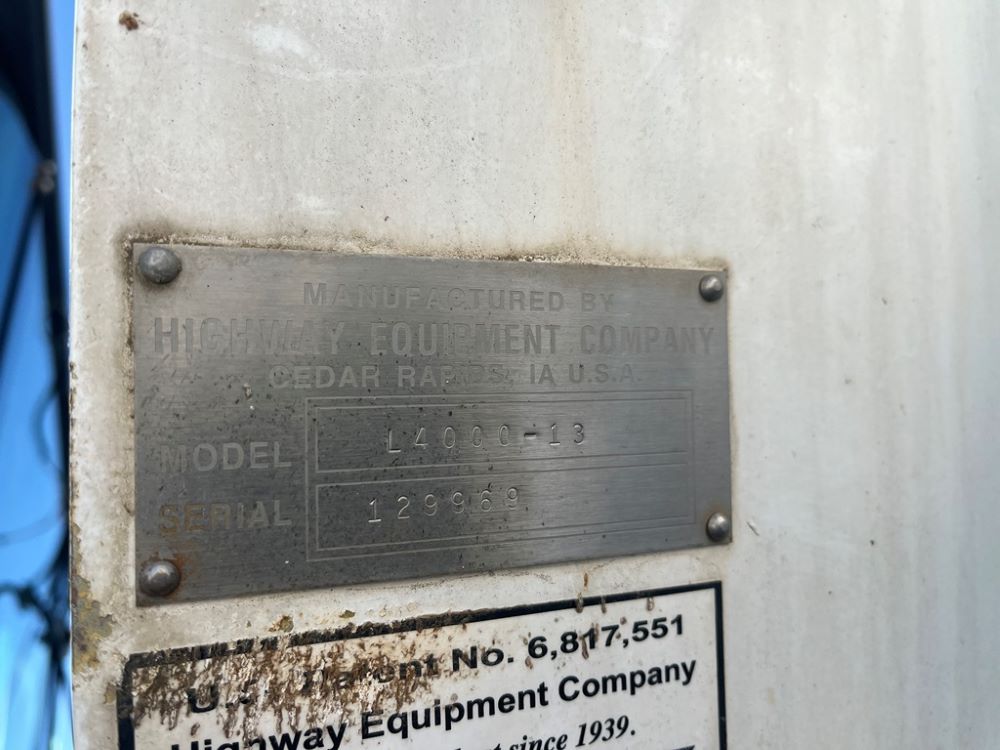 MANUFACTURED BY
HIGHWAY EQUIPMENT COMPANY
CEDAR RAPIDS, IA U.S.A.
MODEL L4000-13
SERIAL 129969
U.S. Patent No. 6,817,551
Highway Equipment Company
since 1939.